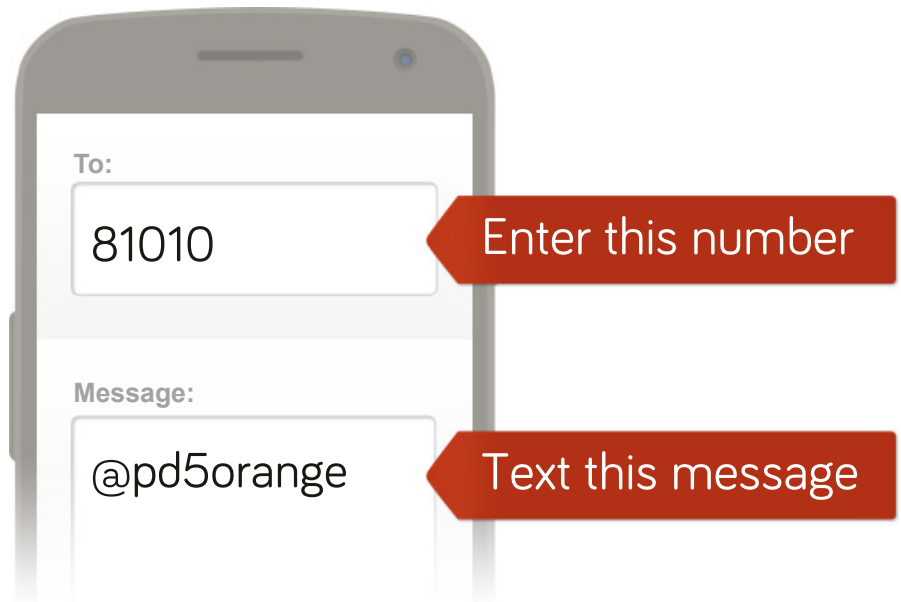 To:
81010
Enter this number
Message:
@pd5orange
Text this message